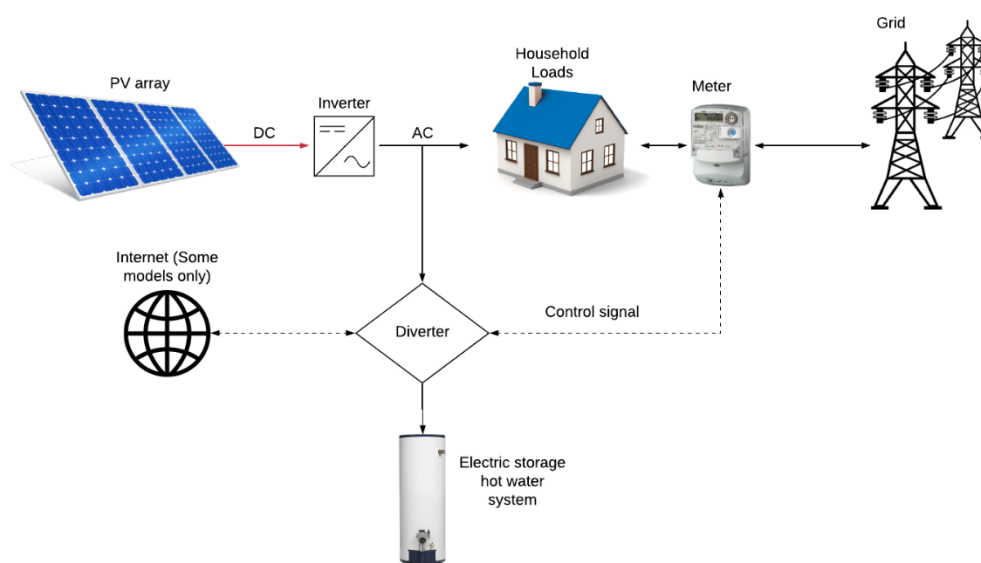 Grid
Household
Loads
PV array
Meter
Inverter
DC
AC
Internet (Some
models only)
Control signal
Diverter
Electric storage
hot water
system